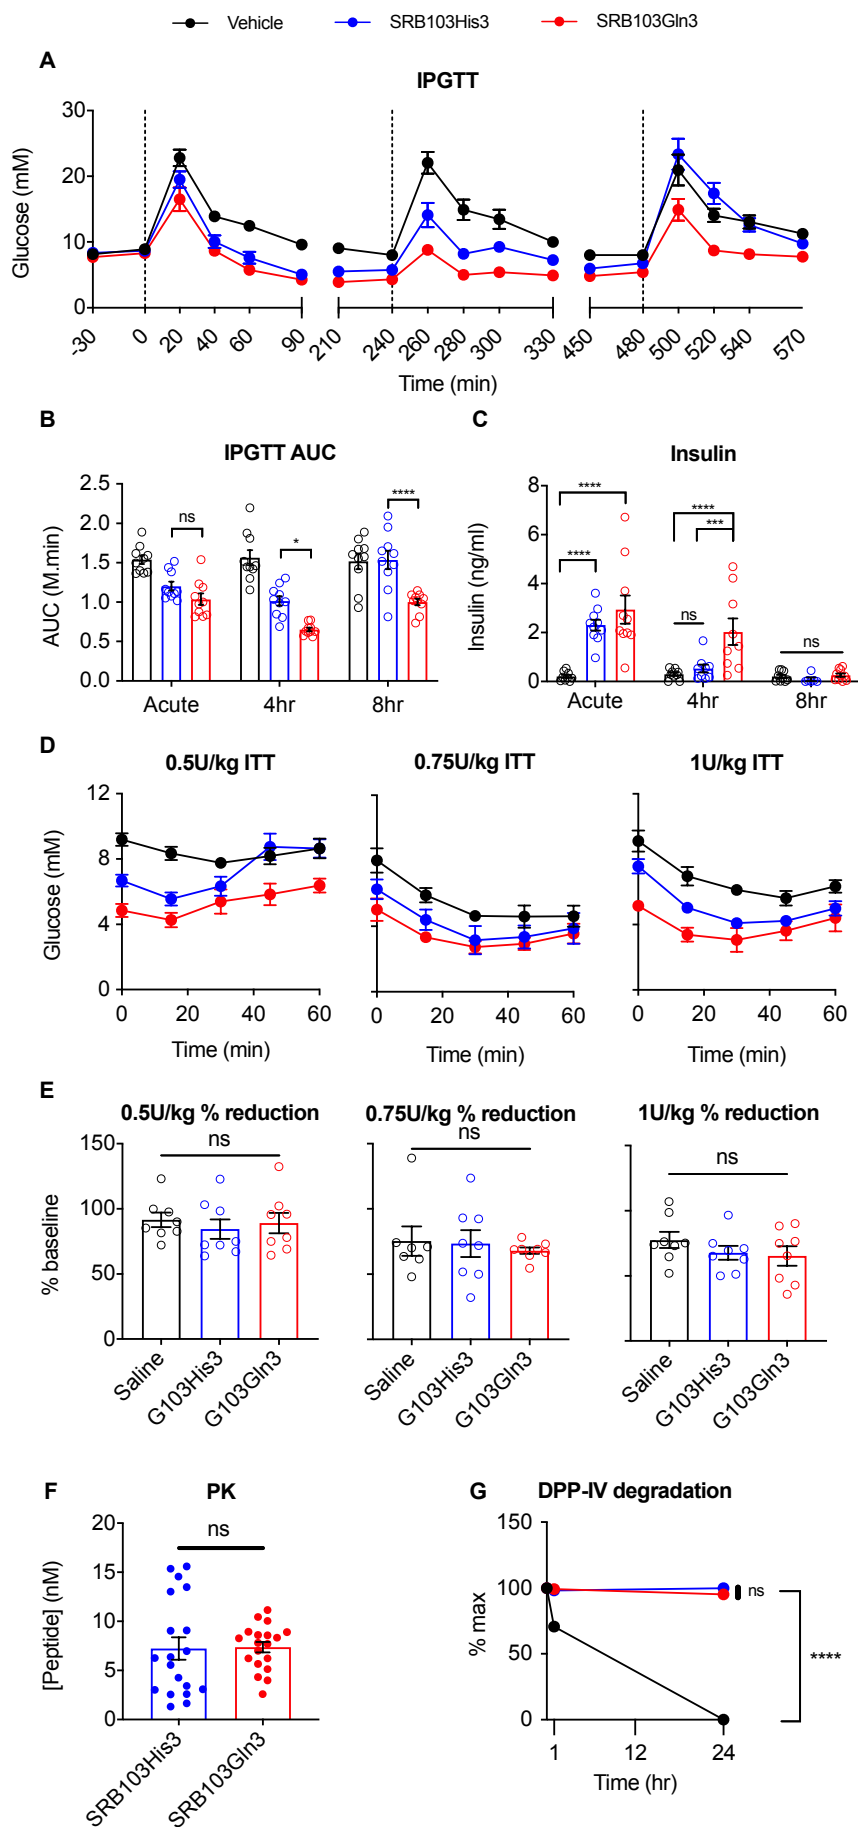 Vehicle SRB103His3 SRB103Gln3
A
IPGTT
Glucose (mM)
30
20
10
0
-30 0 20 40 60 90 210 240 260 280 300 330 450 480 500 520 540 570
Time (min)
B
IPGTT AUC
AUC (M.min)
2.5
2.0
1.5
1.0
0.5
0.0
ns * ****
Acute 4hr 8hr
C
Insulin
Insulin (ng/ml)
8
6
4
2
0
****
****
****
***
ns
ns
Acute 4hr 8hr
D
0.5U/kg ITT 0.75U/kg ITT 1U/kg ITT
Glucose (mM)
12
8
4
0
0 20 40 60 0 20 40 60 0 20 40 60
Time (min) Time (min) Time (min)
E
0.5U/kg % reduction 0.75U/kg % reduction 1U/kg % reduction
% baseline
150
100
50
0
ns ns ns
Saline G103His3 G103Gln3 Saline G103His3 G103Gln3 Saline G103His3 G103Gln3
F
PK
[Peptide] (nM)
20
15
10
5
0
ns
SRB103His3 SRB103Gln3
G
DPP-IV degradation
% max
150
100
50
0
ns
****
1 12 24
Time (hr)